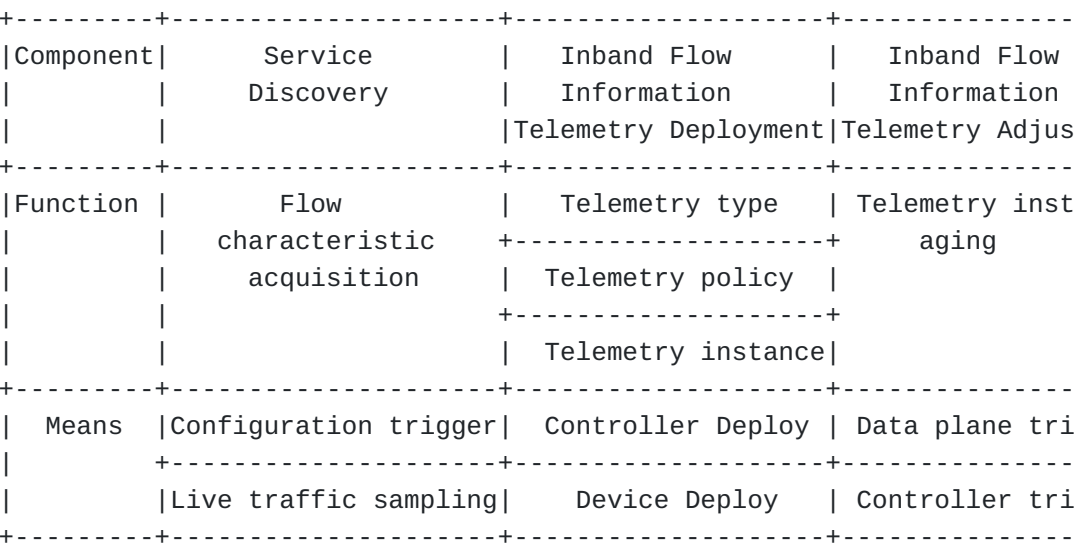 +---------+---------------------+--------------------+---------------
|Component|      Service        |   Inband Flow      |   Inband Flow
|         |     Discovery       |   Information      |   Information
|         |                     |Telemetry Deployment|Telemetry Adjus
+---------+---------------------+--------------------+---------------
|Function |       Flow          |   Telemetry type   | Telemetry inst
|         |   characteristic    +--------------------+     aging
|         |     acquisition     |  Telemetry policy  |
|         |                     +--------------------+
|         |                     |  Telemetry instance|
+---------+---------------------+--------------------+---------------
|  Means  |Configuration trigger|  Controller Deploy | Data plane tri
|         +---------------------+--------------------+---------------
|         |Live traffic sampling|    Device Deploy   | Controller tri
+---------+---------------------+--------------------+---------------